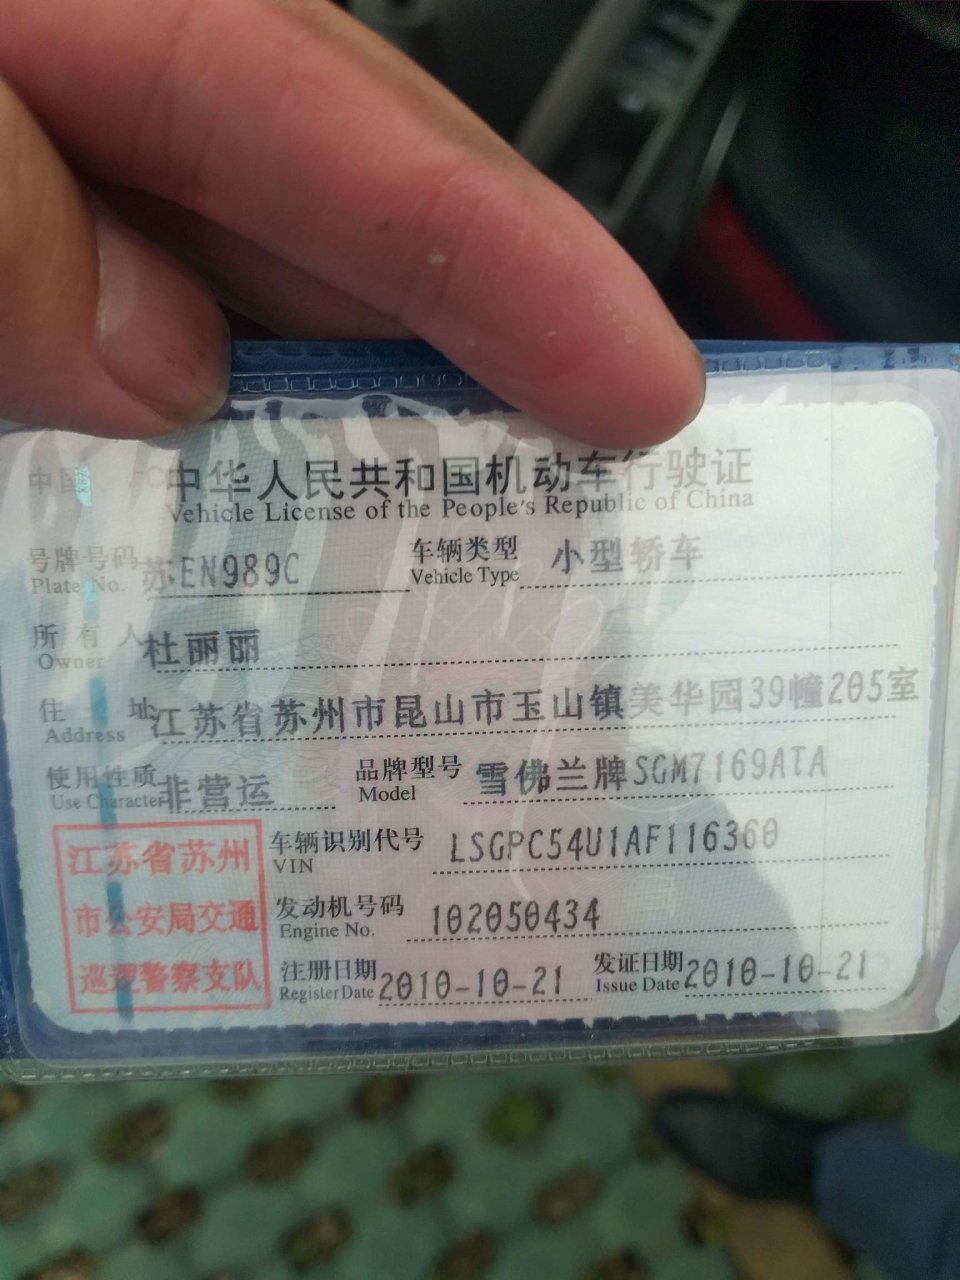 中华人民共和国机动车行驶证
Vehicle License of the People's Republic of China
号牌号码 苏EN989C 车辆类型 小型轿车
Plate No. Vehicle Type
所有人 杜丽丽
Owner
住址 江苏省苏州市昆山市玉山镇美华园39幢205室
Address
使用性质 非营运 品牌型号 雪佛兰牌SGM7169ATA
Use Character Model
江苏省苏州
市公安局交通
巡逻警察支队
车辆识别代号 LSGPC54U1AF116360
VIN
发动机号码 102050434
Engine No.
注册日期 2010-10-21 发证日期 2010-10-21
Register Date Issue Date